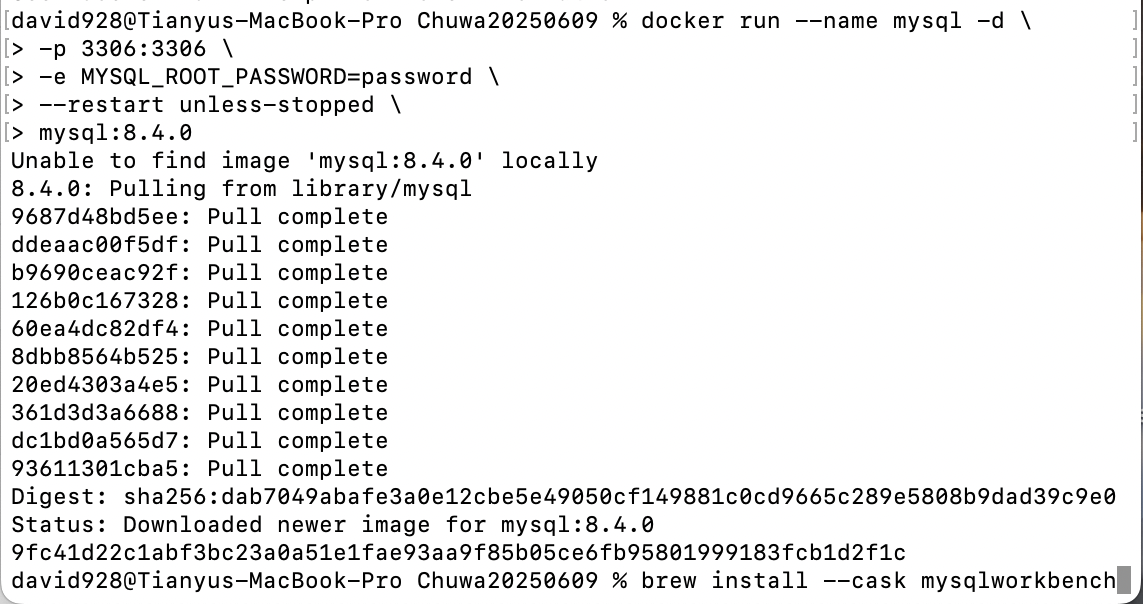 [david928@Tianyus-MacBook-Pro Chuwa20250609 % docker run --name mysql -d \ ]
[> -p 3306:3306 \ ]
[> -e MYSQL_ROOT_PASSWORD=password \ ]
[> --restart unless-stopped \ ]
[> mysql:8.4.0 ]
Unable to find image 'mysql:8.4.0' locally
8.4.0: Pulling from library/mysql
9687d48bd5ee: Pull complete
ddeaac00f5df: Pull complete
b9690ceac92f: Pull complete
126b0c167328: Pull complete
60ea4dc82df4: Pull complete
8dbb8564b525: Pull complete
20ed4303a4e5: Pull complete
361d3d3a6688: Pull complete
dc1bd0a565d7: Pull complete
93611301cba5: Pull complete
Digest: sha256:dab7049abafe3a0e12cbe5e49050cf149881c0cd9665c289e5808b9dad39c9e0
Status: Downloaded newer image for mysql:8.4.0
9fc41d22c1abf3bc23a0a51e1fae93aa9f85b05ce6fb95801999183fcb1d2f1c
david928@Tianyus-MacBook-Pro Chuwa20250609 % brew install --cask mysqlworkbench